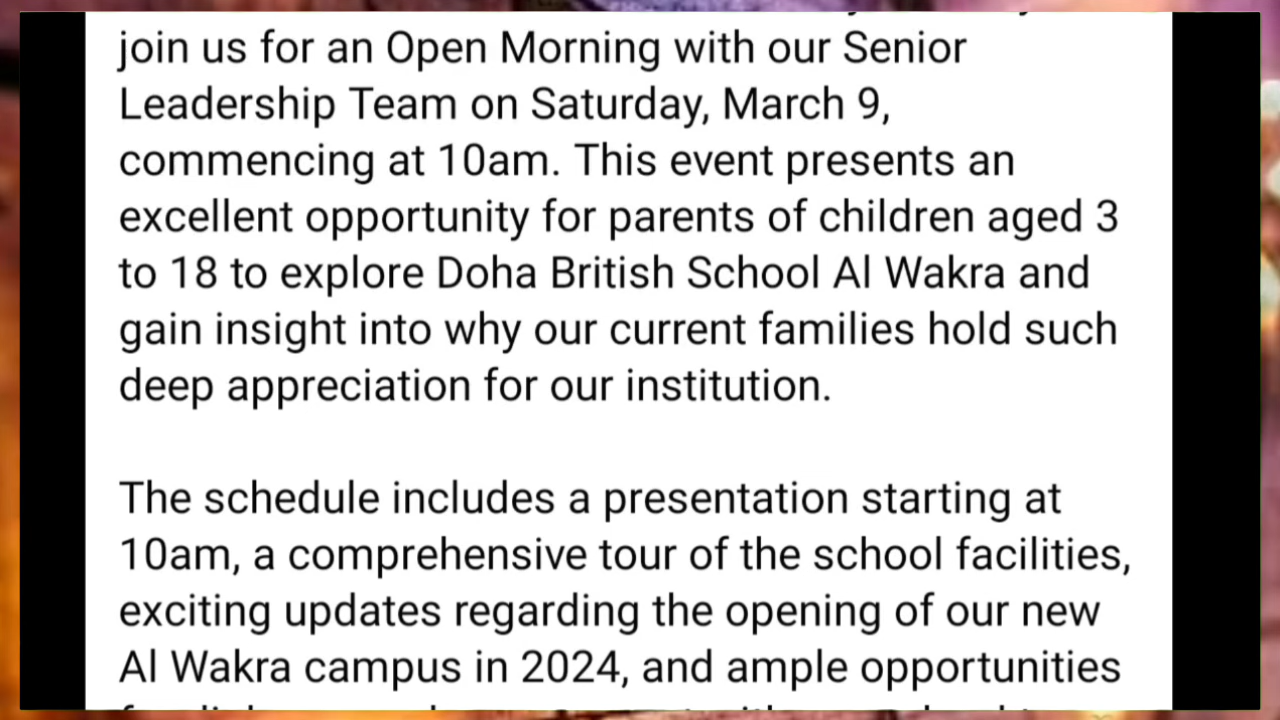 join us for an Open Morning with our Senior
Leadership Team on Saturday, March 9,
commencing at 10am. This event presents an
excellent opportunity for parents of children aged 3
to 18 to explore Doha British School Al Wakra and
gain insight into why our current families hold such
deep appreciation for our institution.
The schedule includes a presentation starting at
10am, a comprehensive tour of the school facilities,
exciting updates regarding the opening of our new
Al Wakra campus in 2024, and ample opportunities